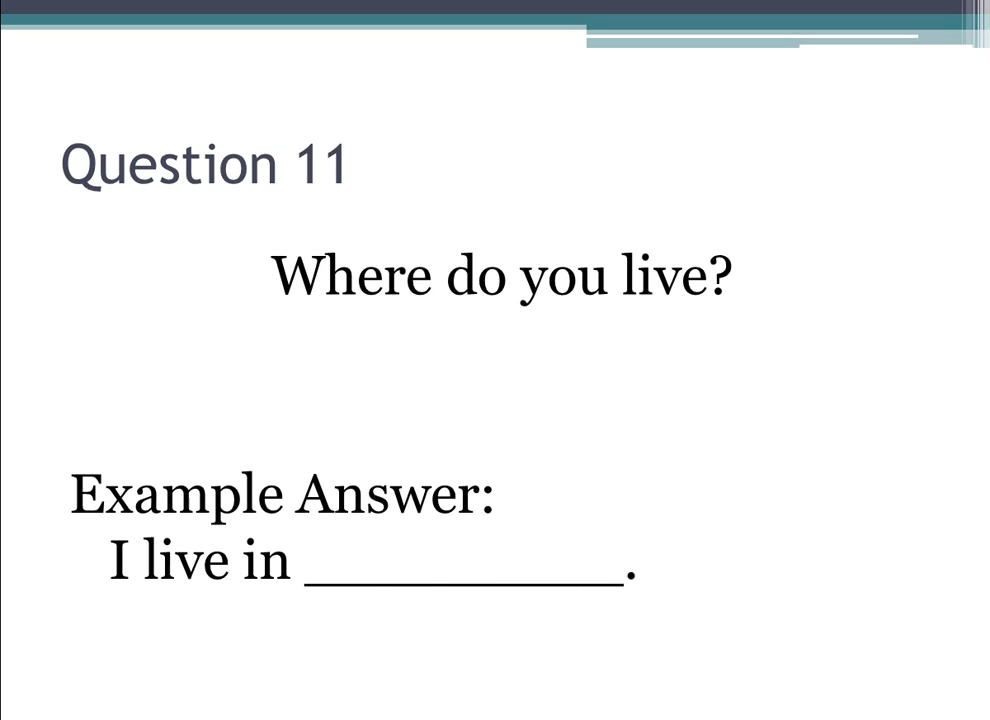 Question 11
Where do you live?
Example Answer:
I live in __________.